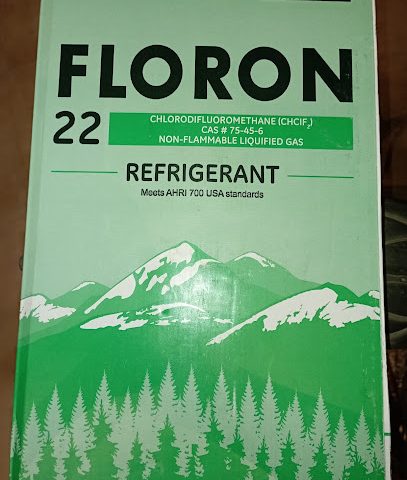 FLORON
22
CHLORODIFLUOROMETHANE (CHClF₂)
CAS # 75-45-6
NON-FLAMMABLE LIQUIFIED GAS
REFRIGERANT
Meets AHRI 700 USA standards